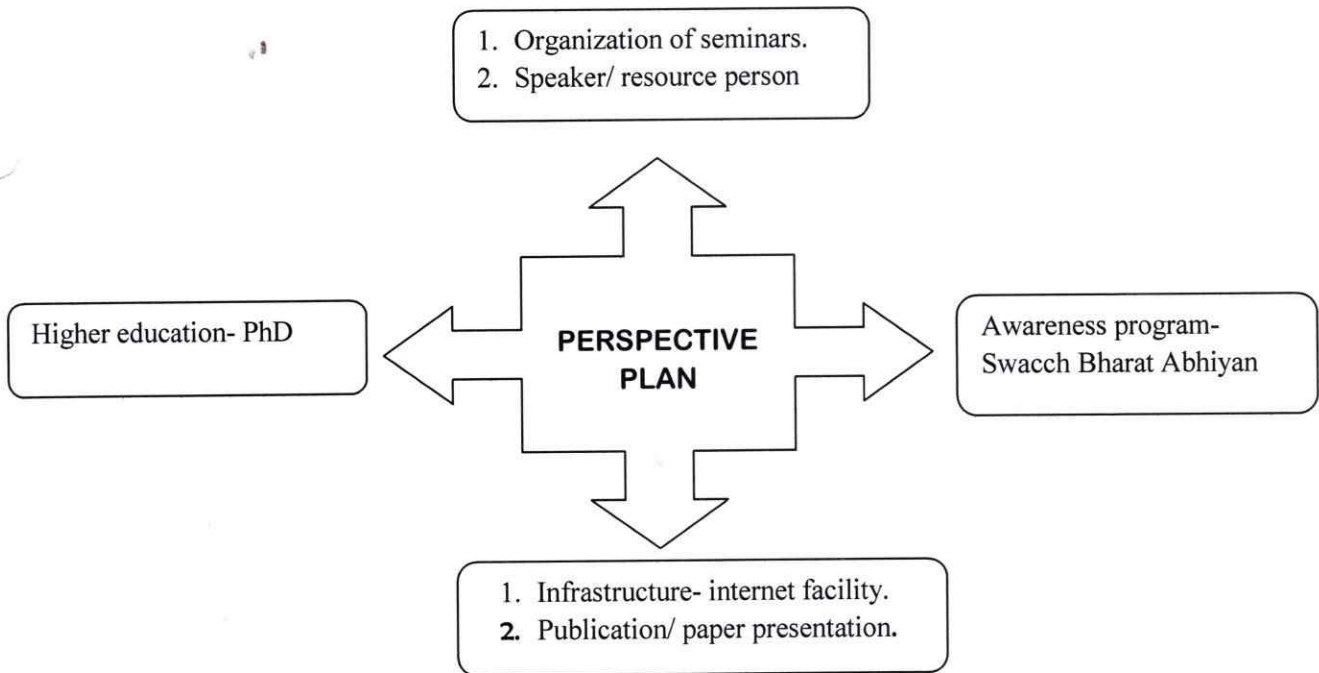 1. Organization of seminars.
2. Speaker/ resource person
Higher education- PhD
PERSPECTIVE
PLAN
Awareness program-
Swacch Bharat Abhiyan
1. Infrastructure- internet facility.
2. Publication/ paper presentation.